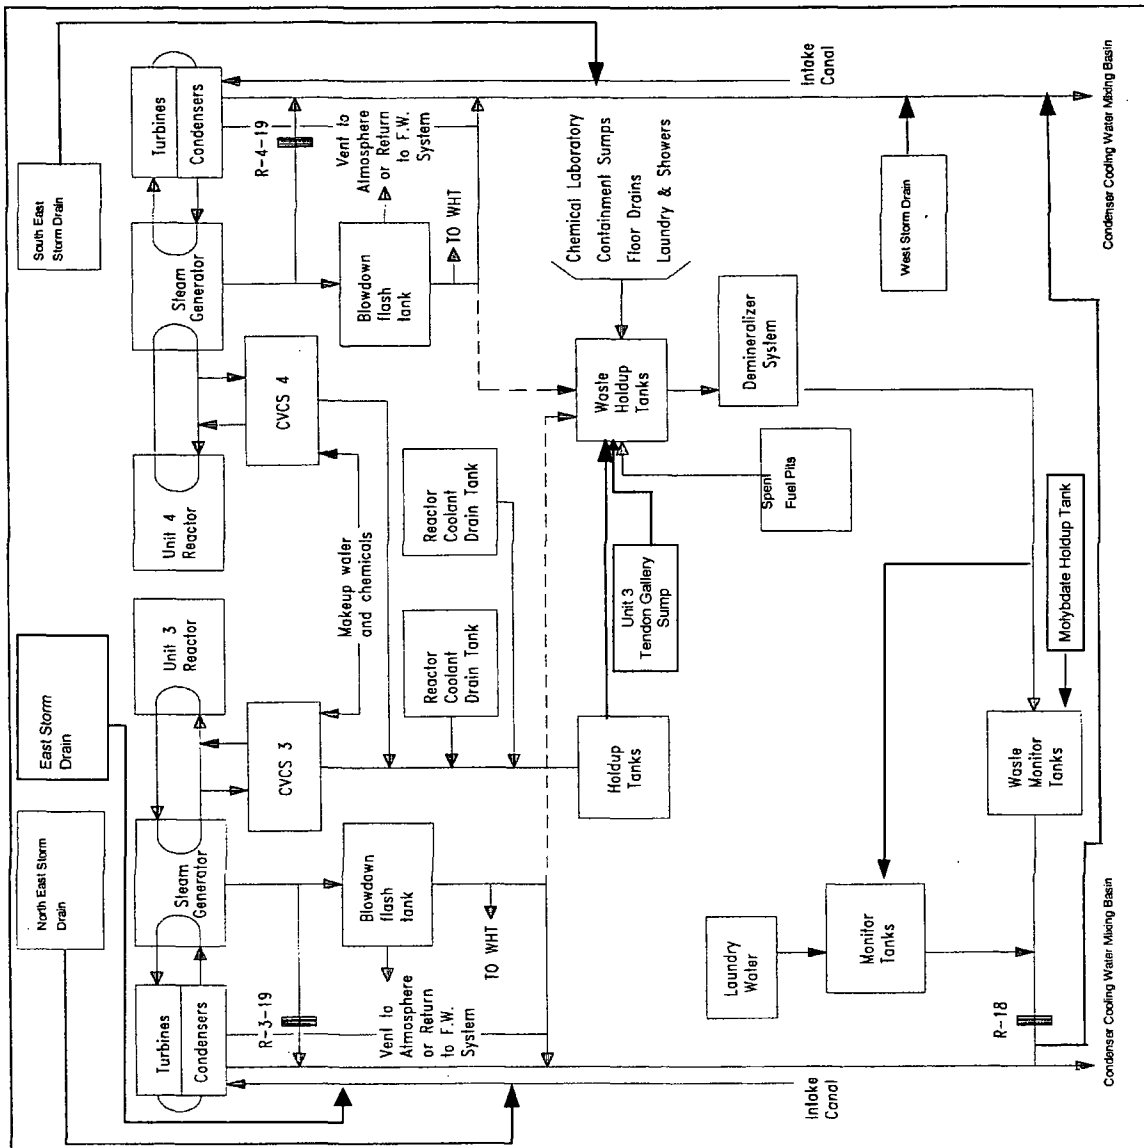 South East
Storm Drain
East Storm
Drain
North East Storm
Drain
Turbines
Condensers
Steam
Generator
Unit 4
Reactor
Unit 3
Reactor
Steam
Generator
Turbines
Condensers
R-4-19
Vent to
Atmosphere
or Return
to F.W.
System
Blowdown
flash
tank
TO WHT
CVCS 4
Makeup water
and chemicals
CVCS 3
Reactor
Coolant
Drain Tank
Reactor
Coolant
Drain Tank
Blowdown
flash
tank
TO WHT
R-3-19
Vent to
Atmosphere
or Return
to F.W.
System
Chemical Laboratory
Containment Sumps
Floor Drains
Laundry & Showers
Waste
Holdup
Tanks
Demineralizer
System
Spent
Fuel Pits
Unit 3
Tendon Gallery
Sump
Holdup
Tanks
Intake
Canal
West Storm Drain
Condenser Cooling Water Mixing Basin
Molybdate Holdup Tank
Waste
Monitor
Tanks
Monitor
Tanks
Laundry
Water
R-18
Intake
Canal
Condenser Cooling Water Mixing Basin